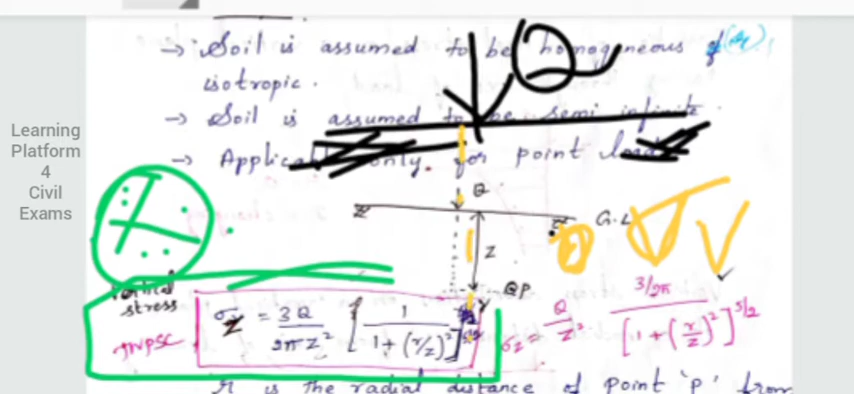 → Soil is assumed to be homogeneous &
isotropic.
→ Soil is assumed to be semi infinite
→ Applicable only. for point load
Learning
Platform
4
Civil
Exams
Q
Q
G.L
Z
@P
Vertical
stress
TNPSC
σz = 3Q/2πz² [1/1+(r/z)²]^5/2
σz = Q/z² · 3/2π/[1+(r/z)²]^5/2
r is the radial distance of point 'P' from